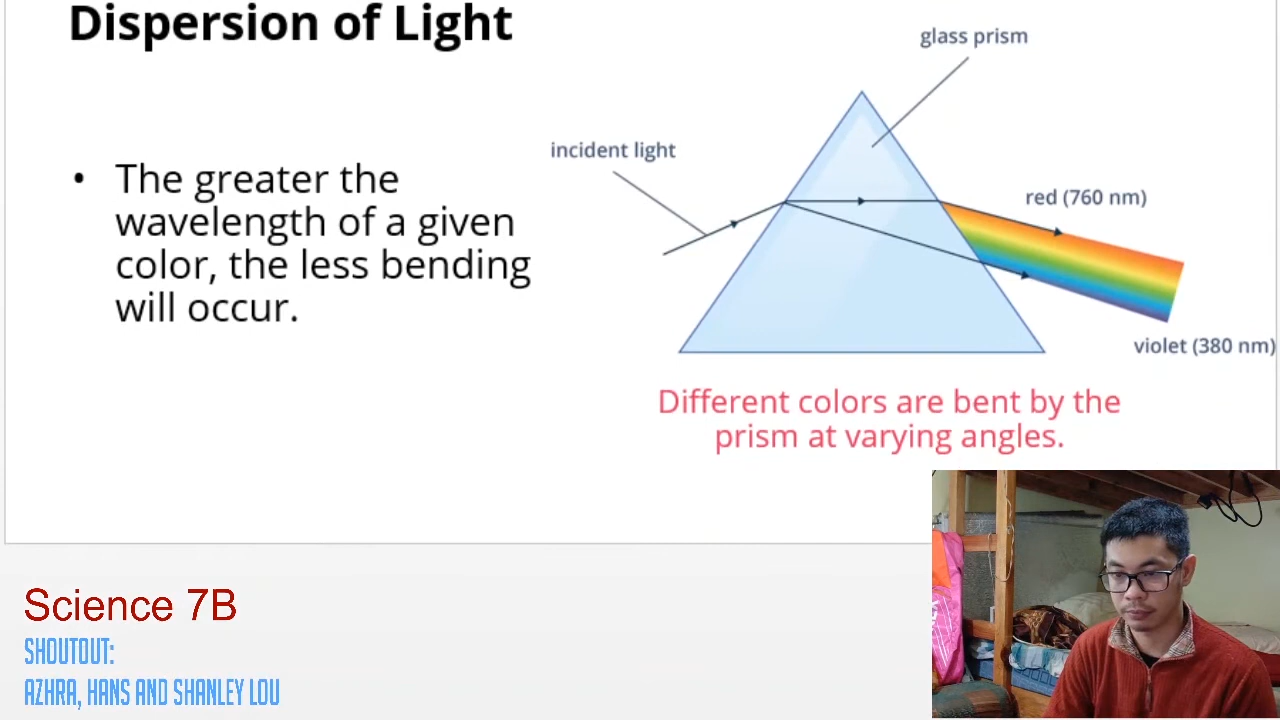 Dispersion of Light
• The greater the
wavelength of a given
color, the less bending
will occur.
glass prism
incident light
red (760 nm)
violet (380 nm)
Different colors are bent by the
prism at varying angles.
Science 7B
SHOUTOUT:
AZHRA, HANS AND SHANLEY LOU